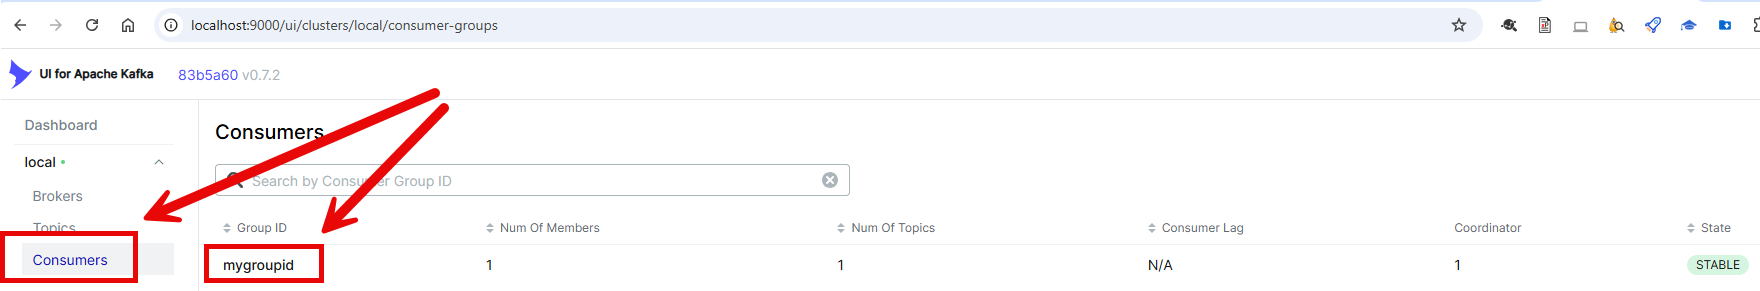 localhost:9000/ui/clusters/local/consumer-groups
UI for Apache Kafka 83b5a60 v0.7.2
Dashboard
local
Brokers
Topics
Consumers
Consumers
Search by Consumer Group ID
Group ID Num Of Members Num Of Topics Consumer Lag Coordinator State
mygroupid 1 1 N/A 1 STABLE